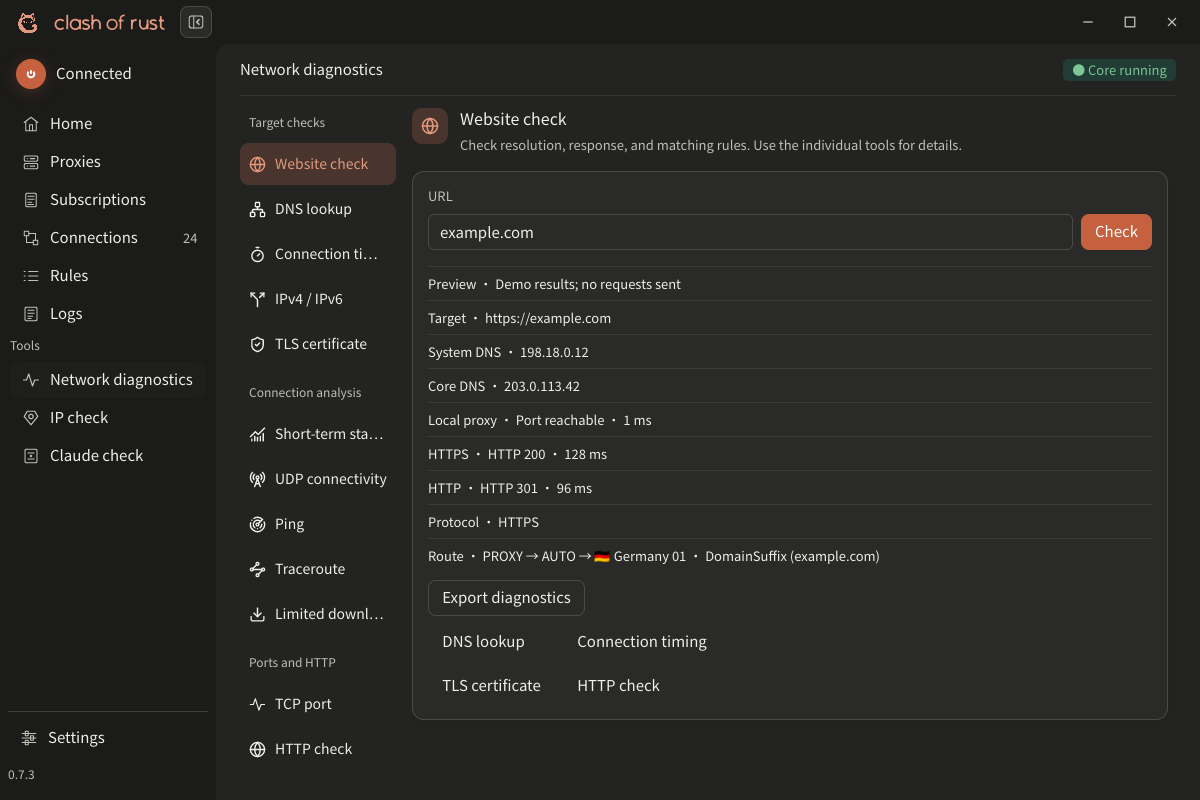 clash of rust
Connected
Home
Proxies
Subscriptions
Connections 24
Rules
Logs
Tools
Network diagnostics
IP check
Claude check
Settings
0.7.3
Network diagnostics
Core running
Target checks
Website check
DNS lookup
Connection ti…
IPv4 / IPv6
TLS certificate
Connection analysis
Short-term sta…
UDP connectivity
Ping
Traceroute
Limited downl…
Ports and HTTP
TCP port
HTTP check
Website check
Check resolution, response, and matching rules. Use the individual tools for details.
URL
example.com
Check
Preview • Demo results; no requests sent
Target • https://example.com
System DNS • 198.18.0.12
Core DNS • 203.0.113.42
Local proxy • Port reachable • 1 ms
HTTPS • HTTP 200 • 128 ms
HTTP • HTTP 301 • 96 ms
Protocol • HTTPS
Route • PROXY → AUTO → 🇩🇪 Germany 01 • DomainSuffix (example.com)
Export diagnostics
DNS lookup Connection timing
TLS certificate HTTP check